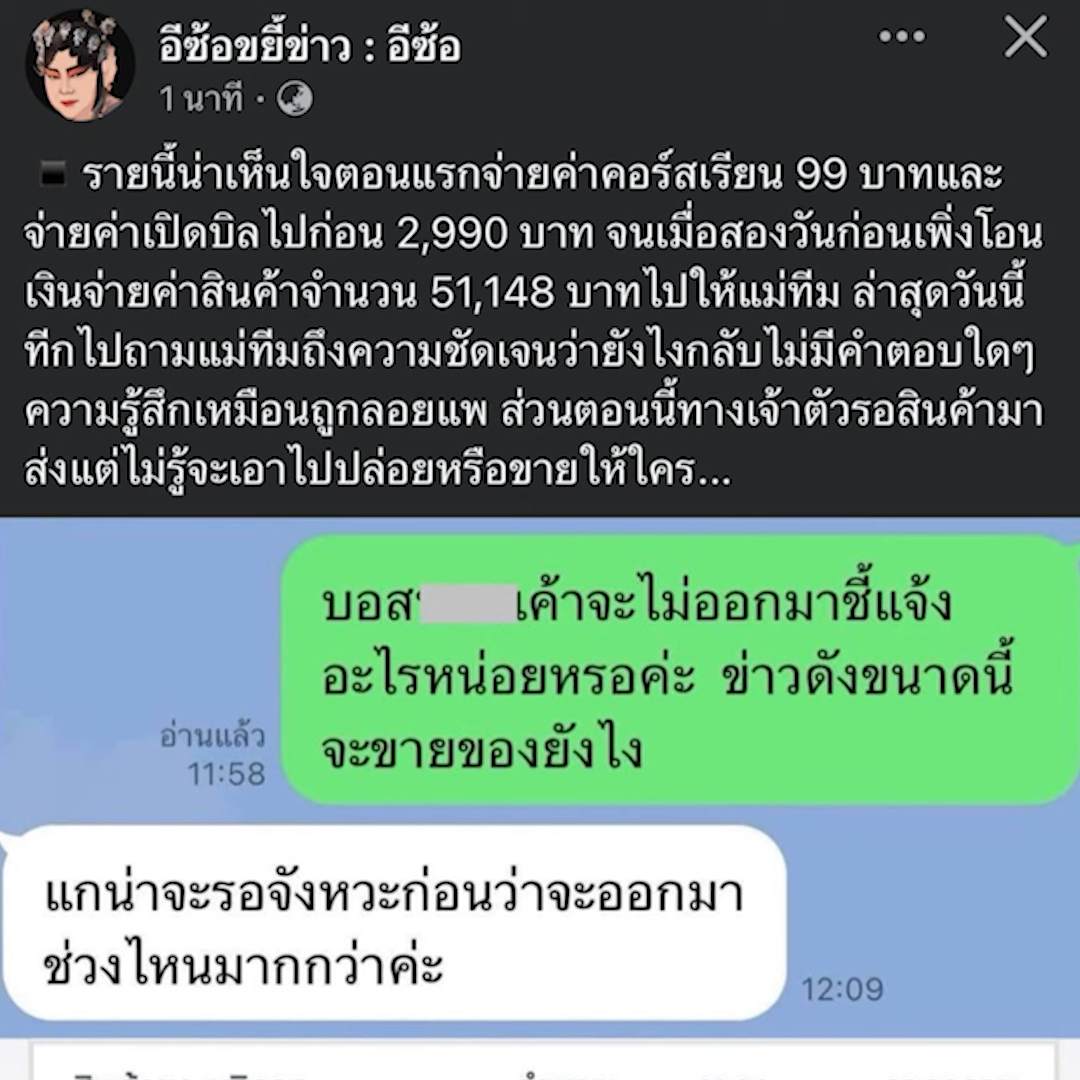 อีซ้อขยี้ข่าว : อีซ้อ
1 นาที ·
รายนี้น่าเห็นใจตอนแรกจ่ายค่าคอร์สเรียน 99 บาทและ
จ่ายค่าเปิดบิลไปก่อน 2,990 บาท จนเมื่อสองวันก่อนเพิ่งโอน
เงินจ่ายค่าสินค้าจำนวน 51,148 บาทไปให้แม่ทีม ล่าสุดวันนี้
ทีกไปถามแม่ทีมถึงความชัดเจนว่ายังไงกลับไม่มีคำตอบใดๆ
ความรู้สึกเหมือนถูกลอยแพ ส่วนตอนนี้ทางเจ้าตัวรอสินค้ามา
ส่งแต่ไม่รู้จะเอาไปปล่อยหรือขายให้ใคร...
บอส เค้าจะไม่ออกมาชี้แจ้ง
อะไรหน่อยหรอค่ะ ข่าวดังขนาดนี้
จะขายของยังไง
อ่านแล้ว
11:58
แกน่าจะรอจังหวะก่อนว่าจะออกมา
ช่วงไหนมากกว่าค่ะ
12:09